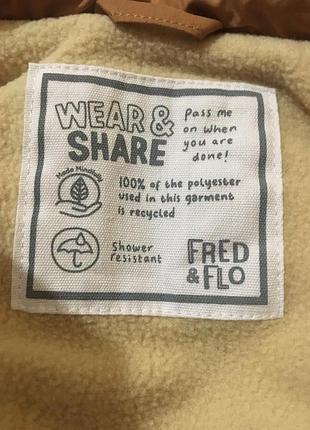 WEAR &
SHARE
pass me
on when
you are
done!
Made Mindfully
100% of the polyester
used in this garment
is recycled
shower
resistant
FRED
& FLO